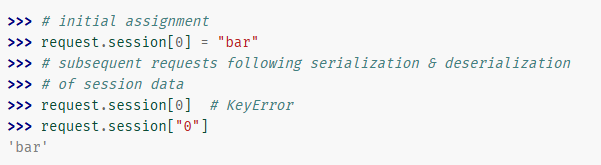 >>> # initial assignment
>>> request.session[0] = "bar"
>>> # subsequent requests following serialization & deserialization
>>> # of session data
>>> request.session[0]  # KeyError
>>> request.session["0"]
'bar'